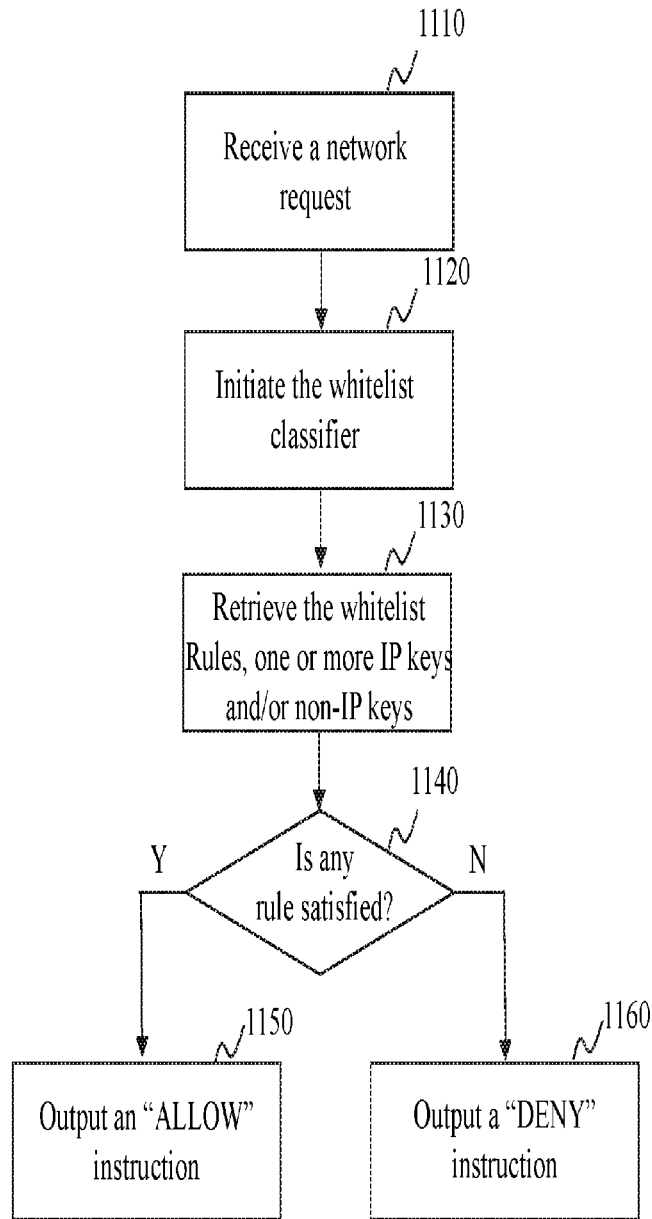 1110
Receive a network
request
1120
Initiate the whitelist
classifier
1130
Retrieve the whitelist
Rules, one or more IP keys
and/or non-IP keys
1140
Y
Is any
N
rule satisfied?
1150
1160
Output an “ALLOW”
instruction
Output a “DENY”
instruction